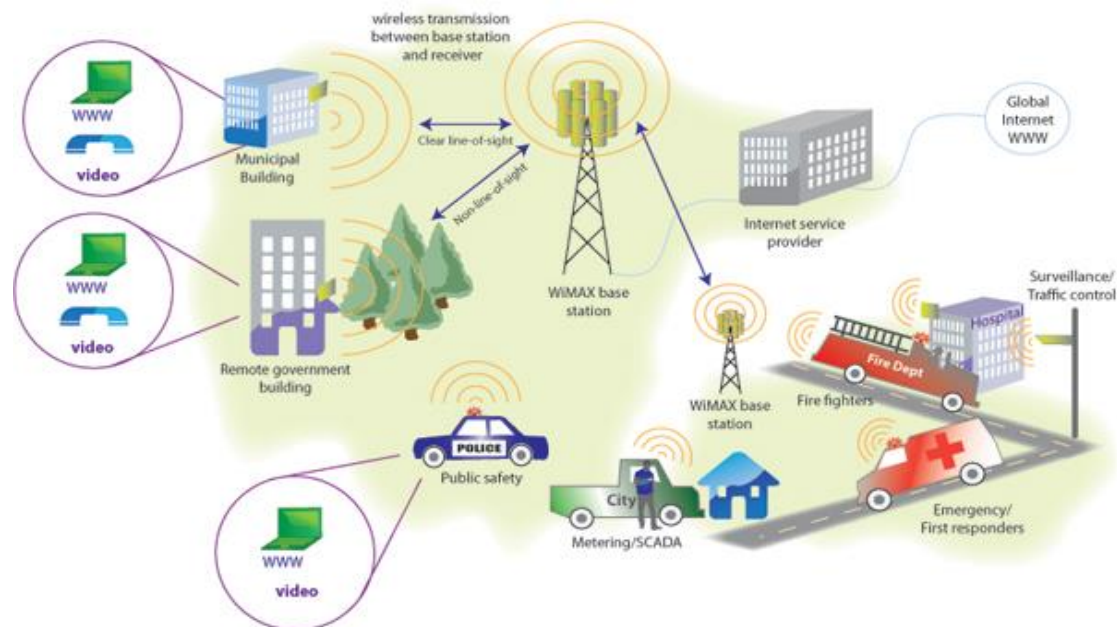 wireless transmission
between base station
and receiver
WWW
video
Municipal
Building
Clear line-of-sight
Non-line-of-sight
Global
Internet
WWW
Internet service
provider
WWW
video
Remote government
building
WiMAX base
station
Surveillance/
Traffic control
Hospital
Fire Dept
Fire fighters
WiMAX base
station
POLICE
Public safety
City
Metering/SCADA
Emergency/
First responders
WWW
video